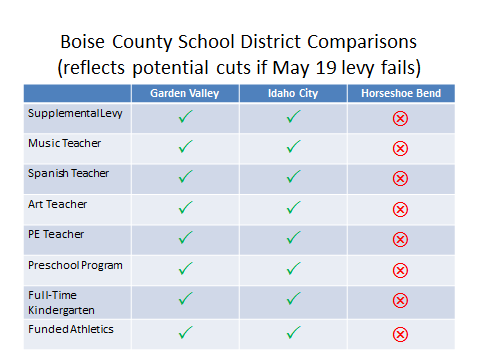 Boise County School District Comparisons
(reflects potential cuts if May 19 levy fails)
Garden Valley Idaho City Horseshoe Bend
Supplemental Levy ✓ ✓ ⊗
Music Teacher ✓ ✓ ⊗
Spanish Teacher ✓ ✓ ⊗
Art Teacher ✓ ✓ ⊗
PE Teacher ✓ ✓ ⊗
Preschool Program ✓ ✓ ⊗
Full-Time
Kindergarten ✓ ✓ ⊗
Funded Athletics ✓ ✓ ⊗